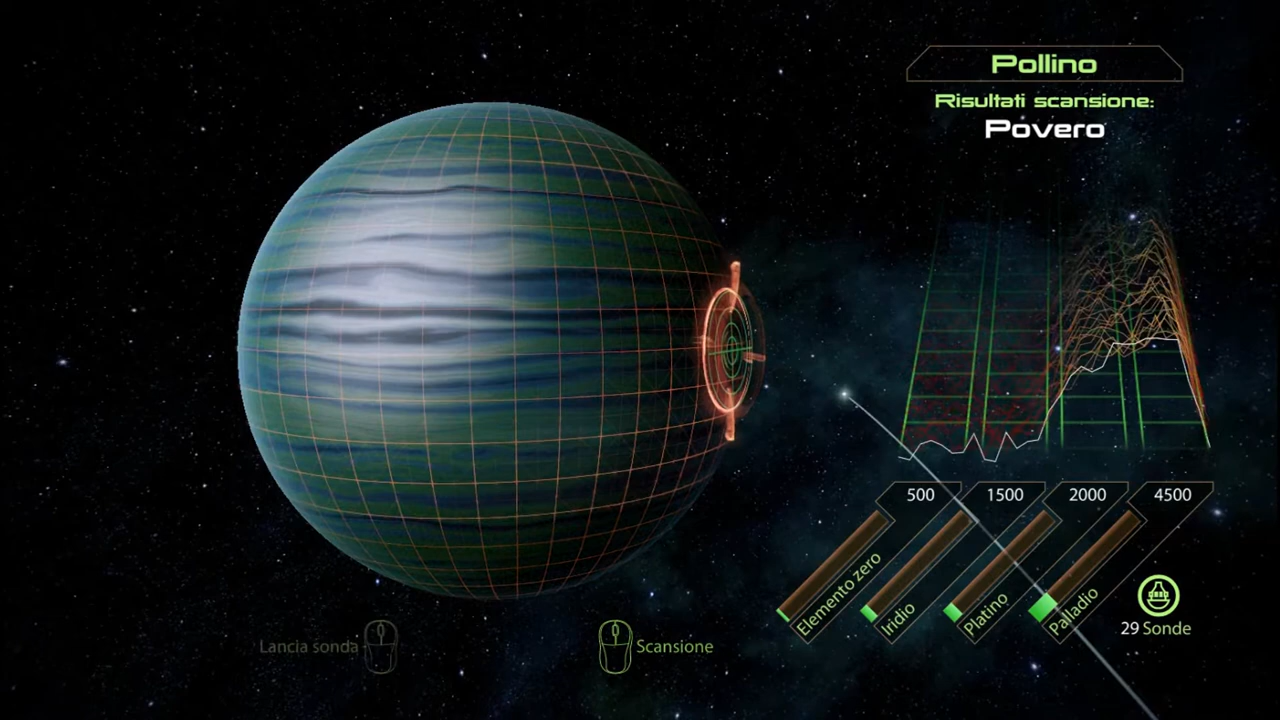 Pollino
Risultati scansione:
Povero
500
1500
2000
4500
Elemento zero
Iridio
Platino
Palladio
29 Sonde
Lancia sonda
Scansione